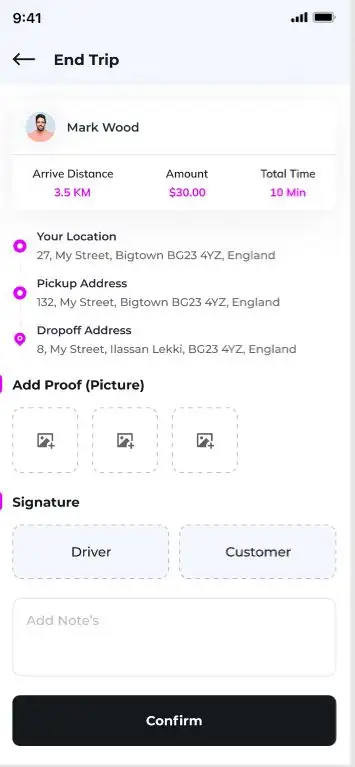 9:41
End Trip
Mark Wood
Arrive Distance Amount Total Time
3.5 KM $30.00 10 Min
Your Location
27, My Street, Bigtown BG23 4YZ, England
Pickup Address
132, My Street, Bigtown BG23 4YZ, England
Dropoff Address
8, My Street, Ilassan Lekki, BG23 4YZ, England
Add Proof (Picture)
Signature
Driver Customer
Add Note's
Confirm